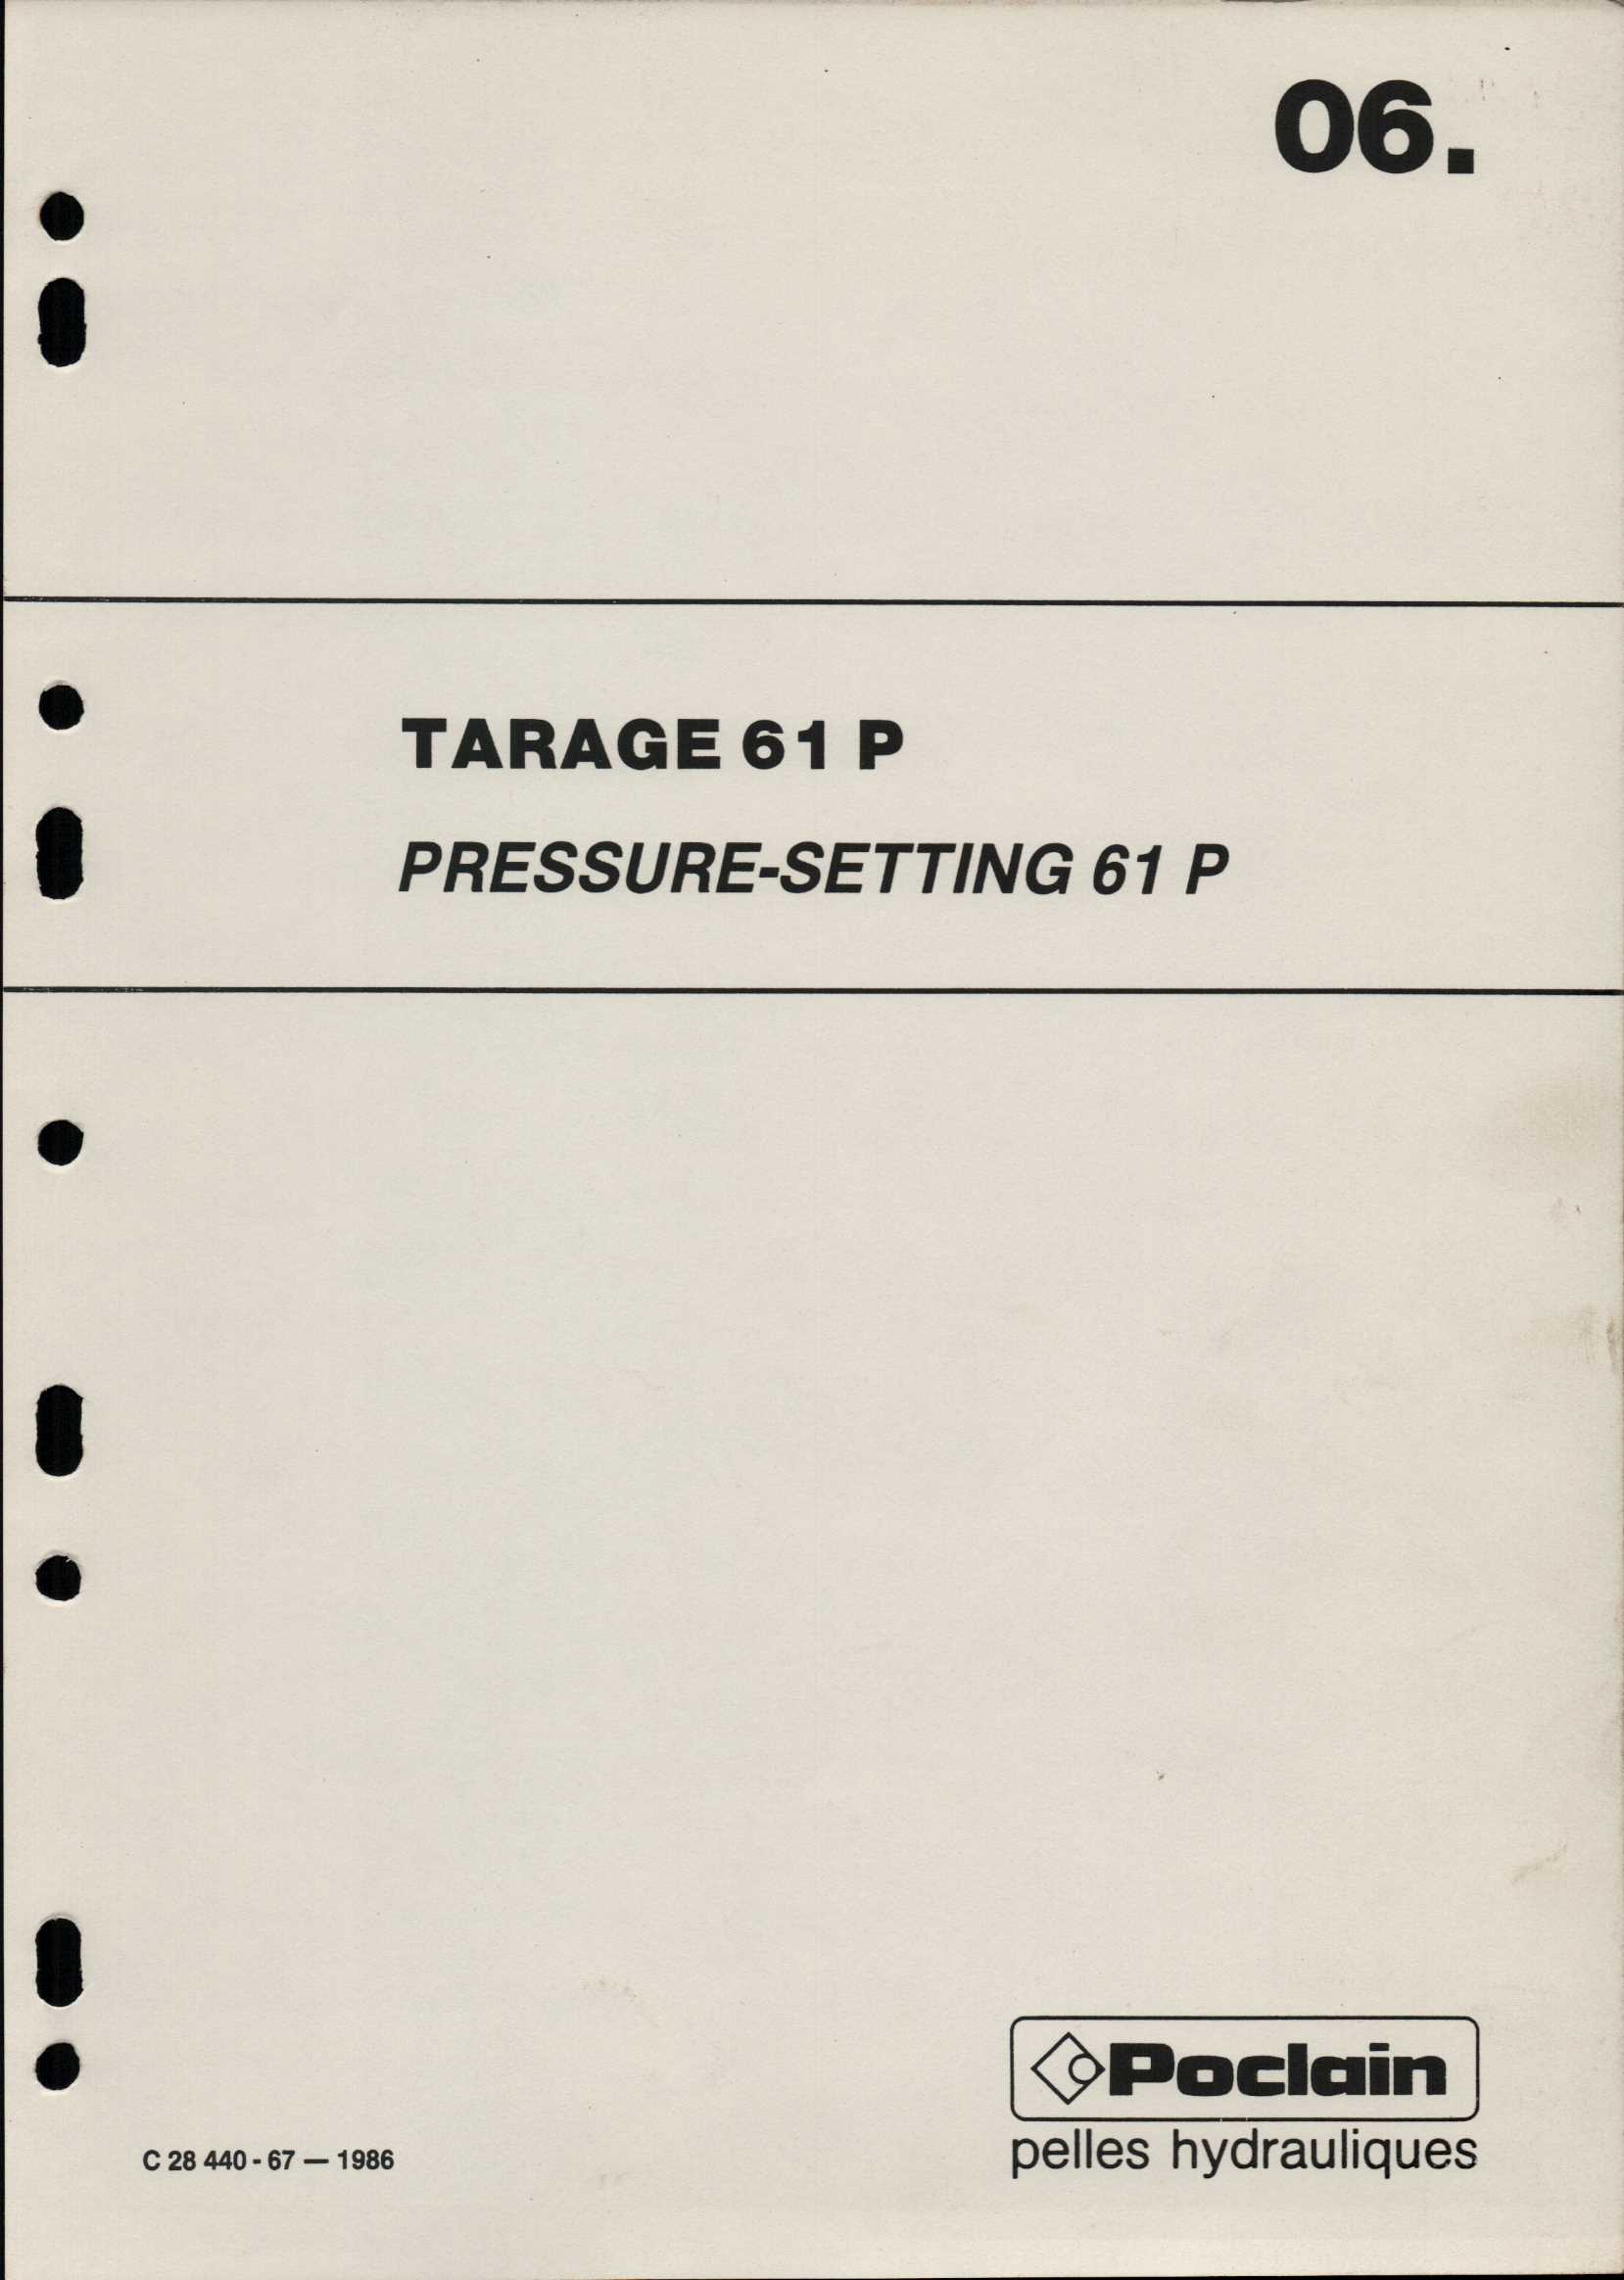 06.
TARAGE 61 P
PRESSURE-SETTING 61 P
Poclain
pelles hydrauliques
C 28 440 - 67 — 1986